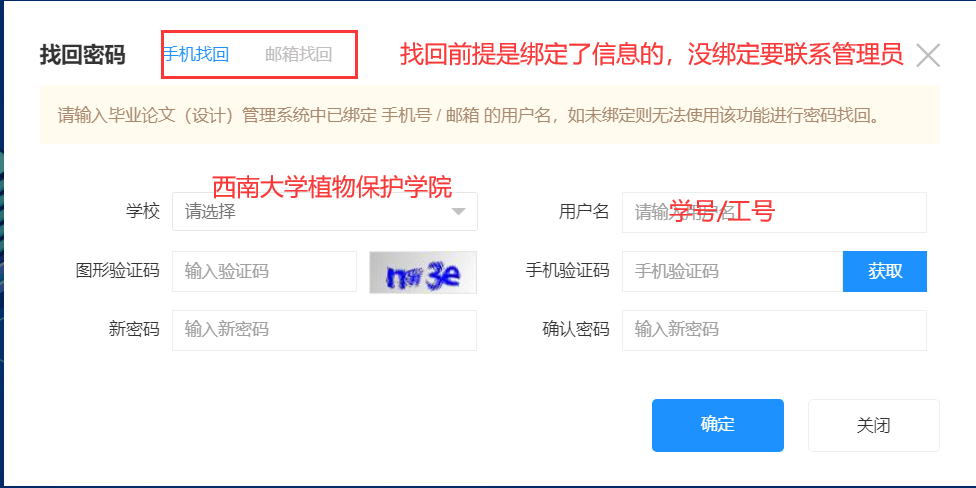 找回密码 手机找回 邮箱找回 找回前提是绑定了信息的，没绑定要联系管理员
请输入毕业论文（设计）管理系统中已绑定 手机号 / 邮箱 的用户名，如未绑定则无法使用该功能进行密码找回。
西南大学植物保护学院
学校 请选择 用户名 请输入用户名 学号/工号
图形验证码 输入验证码 手机验证码 手机验证码 获取
新密码 输入新密码 确认密码 输入新密码
确定 关闭